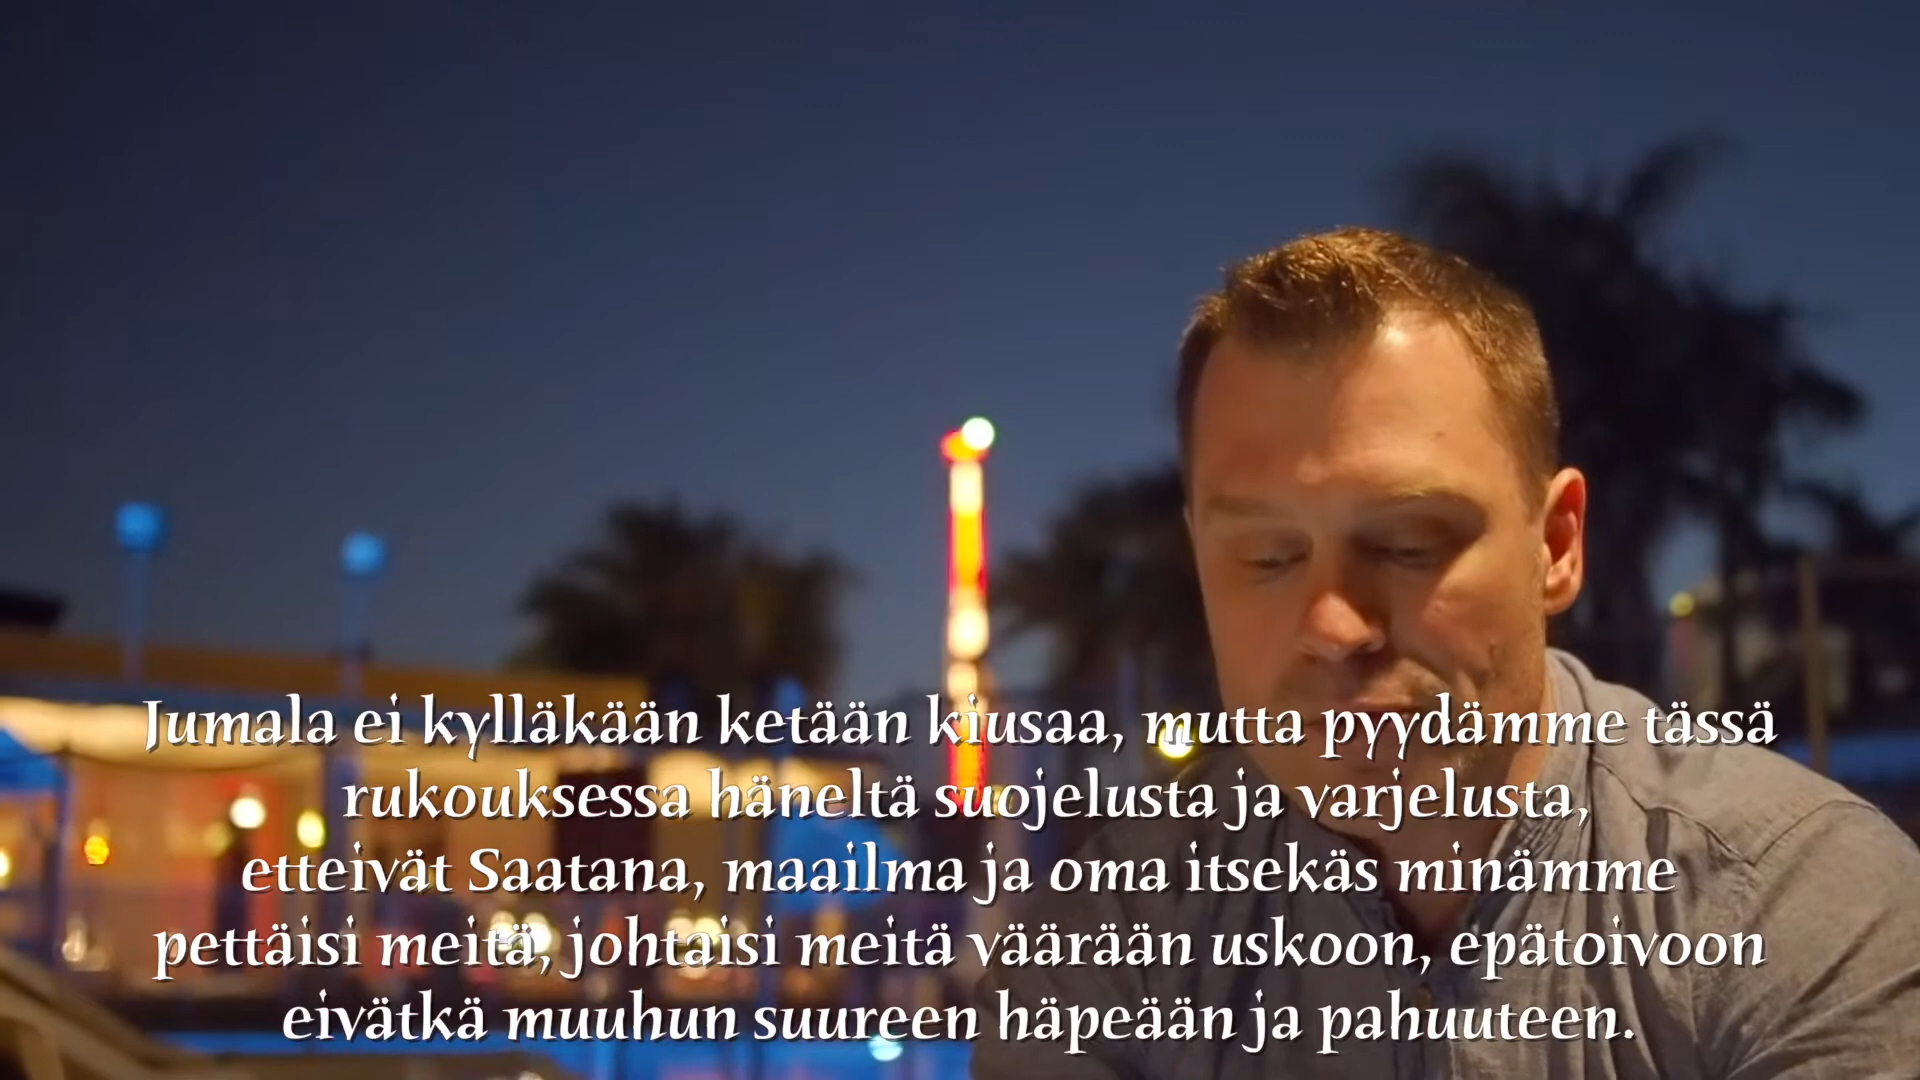 Jumala ei kylläkään ketään kiusaa, mutta pyydämme tässä
rukouksessa häneltä suojelusta ja varjelusta,
etteivät Saatana, maailma ja oma itsekäs minämme
pettäisi meitä, johtaisi meitä väärään uskoon, epätoivoon
eivätkä muuhun suureen häpeään ja pahuuteen.